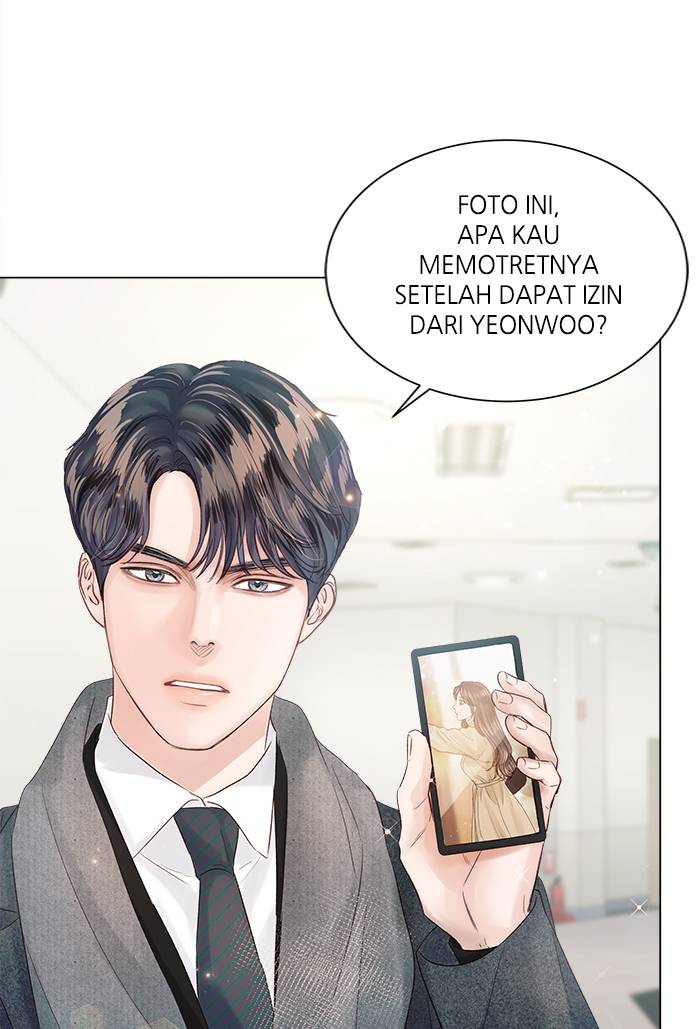 FOTO INI,
APA KAU
MEMOTRETNYA
SETELAH DAPAT IZIN
DARI YEONWOO?